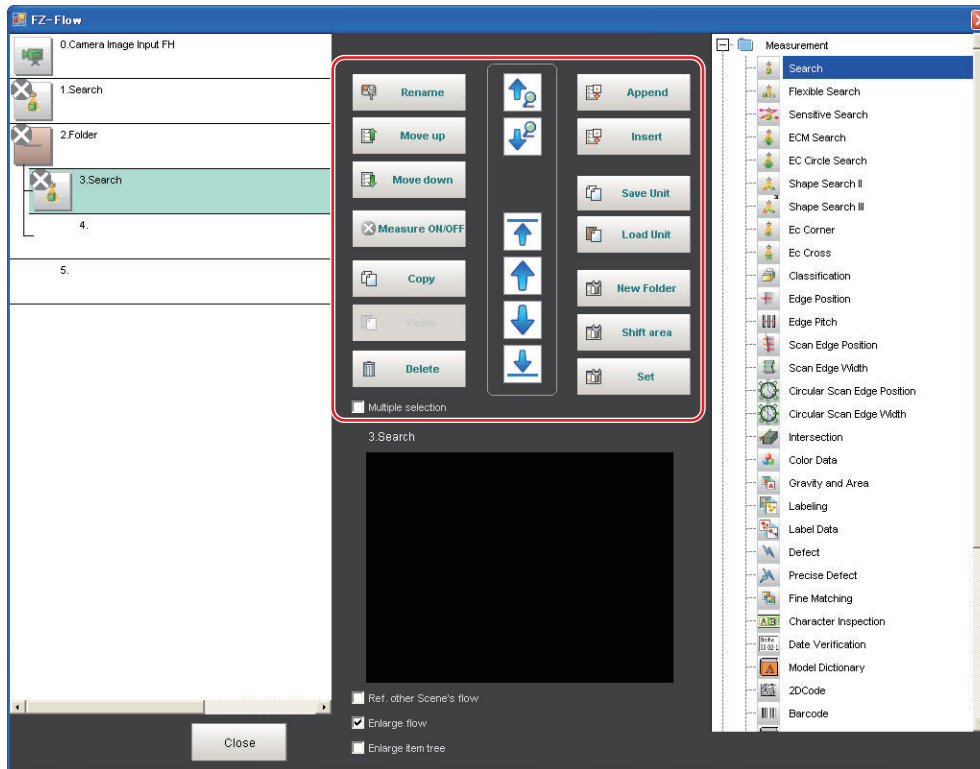 FZ-Flow
0.Camera Image Input FH
1.Search
2.Folder
3.Search
4.
5.
Close
Rename
Move up
Move down
Measure ON/OFF
Copy
Paste
Delete
Multiple selection
Append
Insert
Save Unit
Load Unit
New Folder
Shift area
Set
3.Search
Ref. other Scene's flow
Enlarge flow
Enlarge item tree
Measurement
Search
Flexible Search
Sensitive Search
ECM Search
EC Circle Search
Shape Search II
Shape Search III
Ec Corner
Ec Cross
Classification
Edge Position
Edge Pitch
Scan Edge Position
Scan Edge Width
Circular Scan Edge Position
Circular Scan Edge Width
Intersection
Color Data
Gravity and Area
Labeling
Label Data
Defect
Precise Defect
Fine Matching
Character Inspection
Date Verification
Model Dictionary
2DCode
Barcode